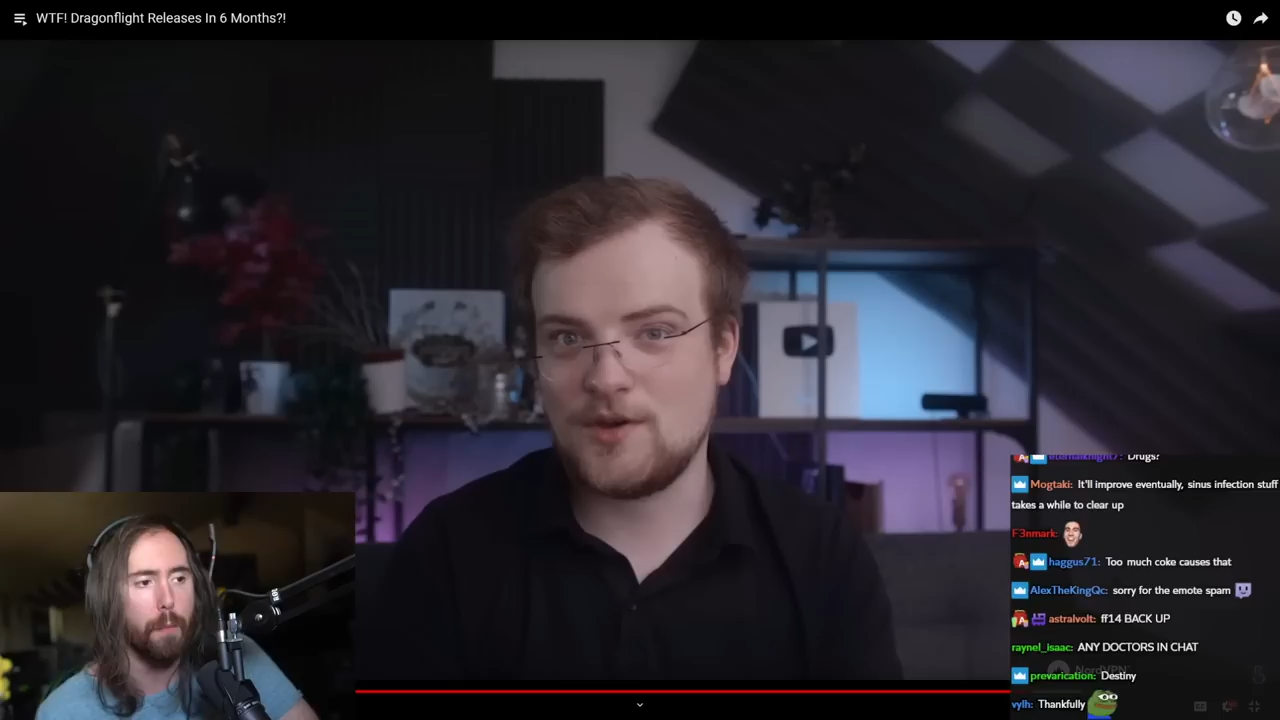 WTF! Dragonflight Releases In 6 Months?!
eternalknight7: Drugs?
Mogtaki: It'll improve eventually, sinus infection stuff
takes a while to clear up
F3nmark:
haggus71: Too much coke causes that
AlexTheKingQc: sorry for the emote spam
astralvolt: ff14 BACK UP
raynel_isaac: ANY DOCTORS IN CHAT
NordVPN
prevarication: Destiny
vylh: Thankfully